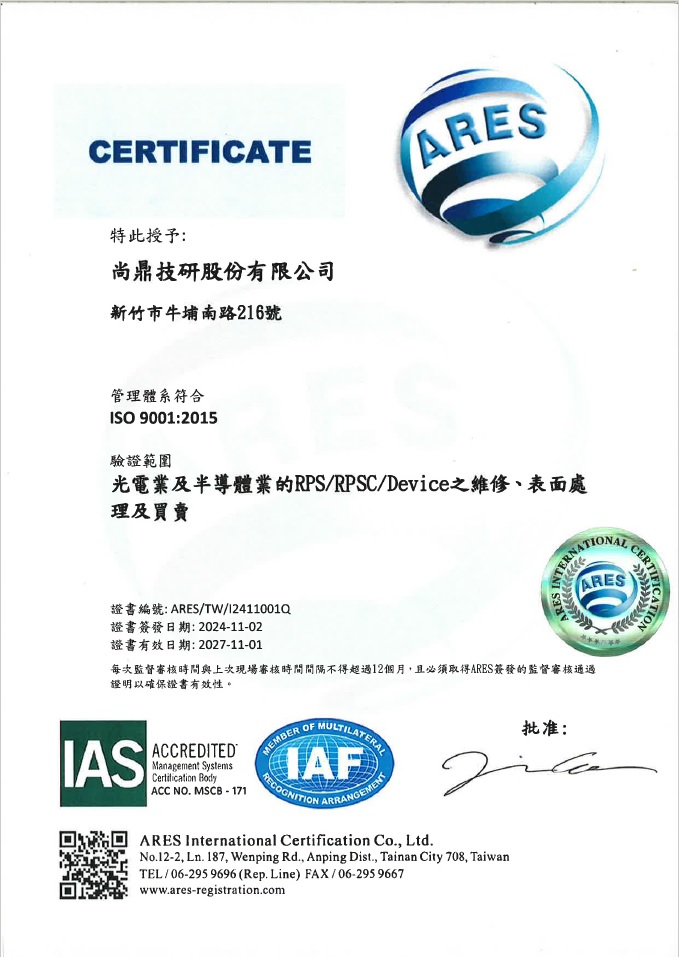 CERTIFICATE
ARES
特此授予:
尚鼎技研股份有限公司
新竹市牛埔南路216號
ARES
管理體系符合
ISO 9001:2015
驗證範圍
光電業及半導體業的RPS/RPSC/Device之維修、表面處
理及買賣
ARES INTERNATIONAL CERTIFICATION
ARES
證書編號: ARES/TW/I2411001Q
證書簽發日期: 2024-11-02
證書有效日期: 2027-11-01
每次監督審核時間與上次現場審核時間間隔不得超過12個月，且必須取得ARES簽發的監督審核通過
證明以確保證書有效性。
批准:
IAS
ACCREDITED
Management Systems
Certification Body
ACC NO. MSCB - 171
MEMBER OF MULTILATERAL
IAF
RECOGNITION ARRANGEMENT
ARES International Certification Co., Ltd.
No.12-2, Ln. 187, Wenping Rd., Anping Dist., Tainan City 708, Taiwan
TEL / 06-295 9696 (Rep. Line) FAX / 06-295 9667
www.ares-registration.com